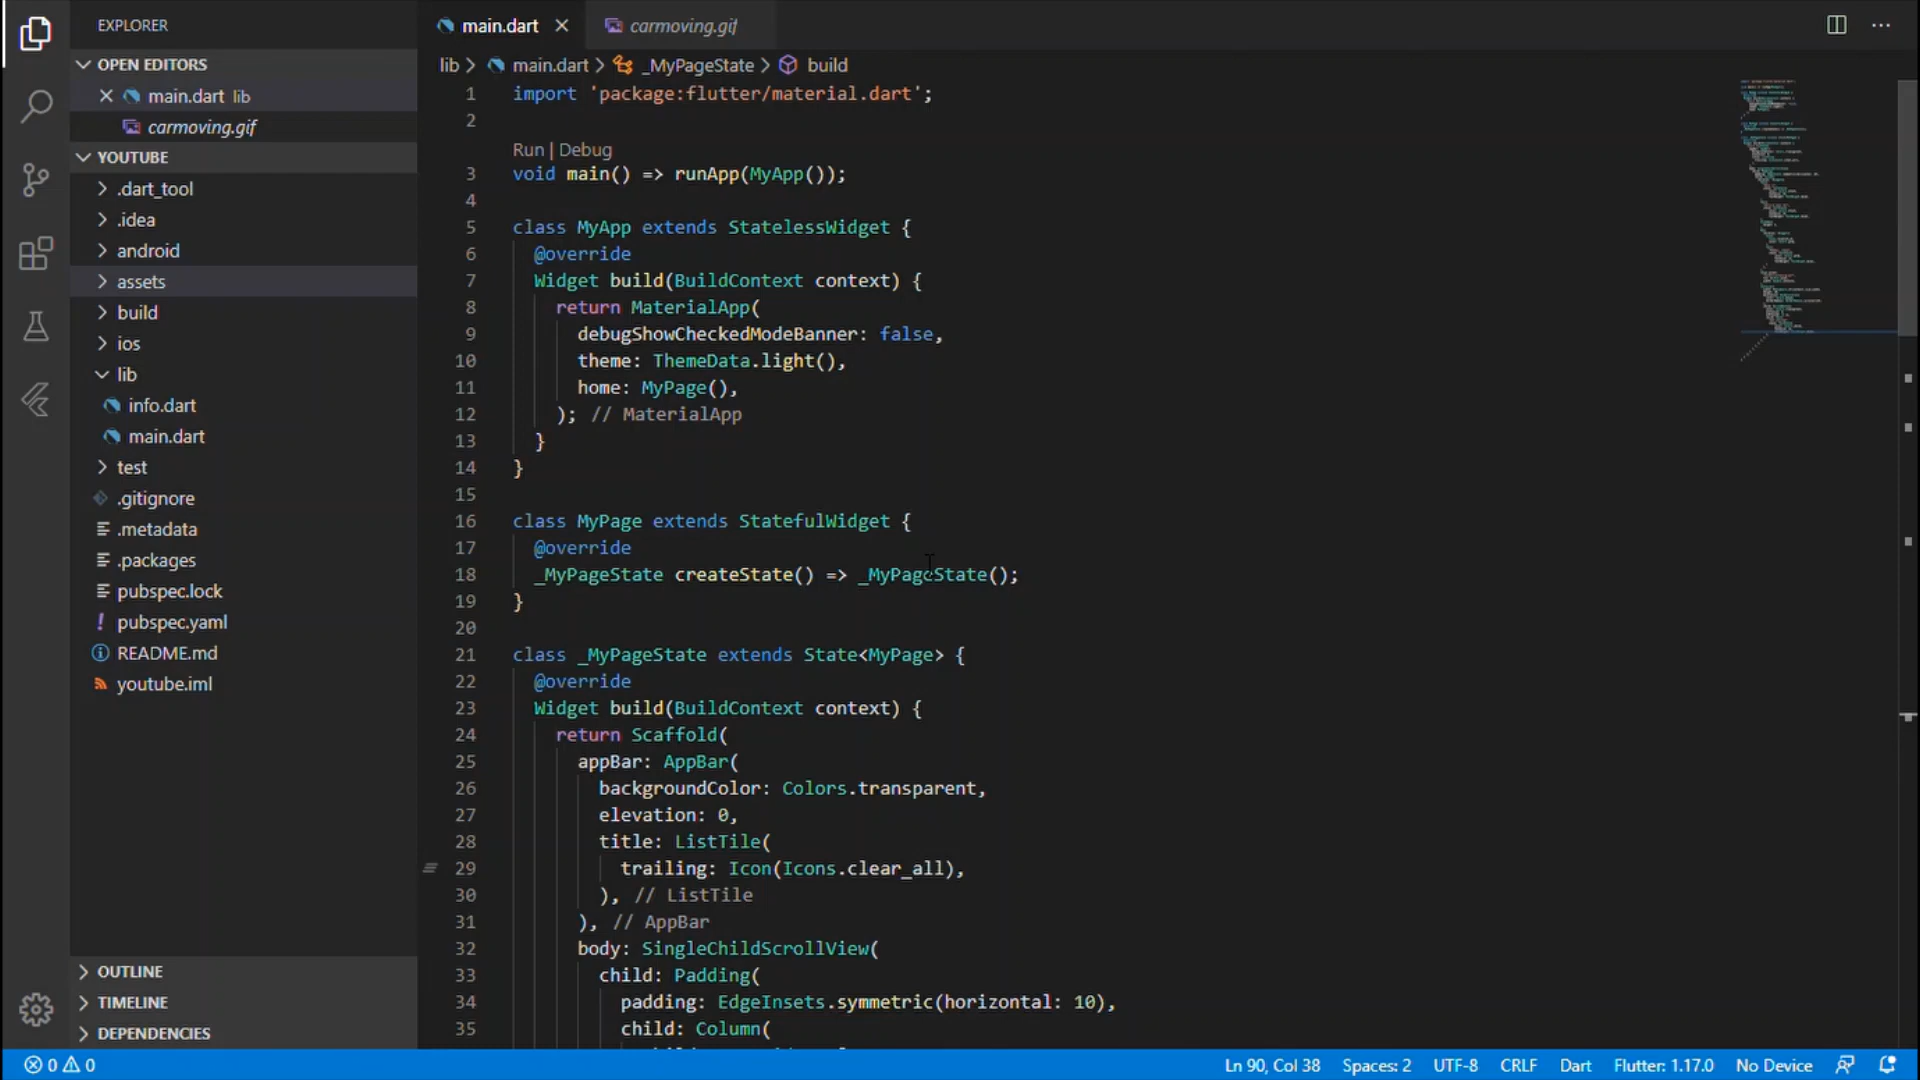 EXPLORER
OPEN EDITORS
main.dart lib
carmoving.gif
YOUTUBE
.dart_tool
.idea
android
assets
build
ios
lib
info.dart
main.dart
test
.gitignore
.metadata
.packages
pubspec.lock
pubspec.yaml
README.md
youtube.iml
OUTLINE
TIMELINE
DEPENDENCIES
main.dart
carmoving.gif
lib > main.dart > _MyPageState > build
1 import 'package:flutter/material.dart';
2
Run | Debug
3 void main() => runApp(MyApp());
4
5 class MyApp extends StatelessWidget {
6 @override
7 Widget build(BuildContext context) {
8 return MaterialApp(
9 debugShowCheckedModeBanner: false,
10 theme: ThemeData.light(),
11 home: MyPage(),
12 ); // MaterialApp
13 }
14 }
15
16 class MyPage extends StatefulWidget {
17 @override
18 _MyPageState createState() => _MyPageState();
19 }
20
21 class _MyPageState extends State<MyPage> {
22 @override
23 Widget build(BuildContext context) {
24 return Scaffold(
25 appBar: AppBar(
26 backgroundColor: Colors.transparent,
27 elevation: 0,
28 title: ListTile(
29 trailing: Icon(Icons.clear_all),
30 ), // ListTile
31 ), // AppBar
32 body: SingleChildScrollView(
33 child: Padding(
34 padding: EdgeInsets.symmetric(horizontal: 10),
35 child: Column(
0 0
Ln 90, Col 38
Spaces: 2
UTF-8
CRLF
Dart
Flutter: 1.17.0
No Device